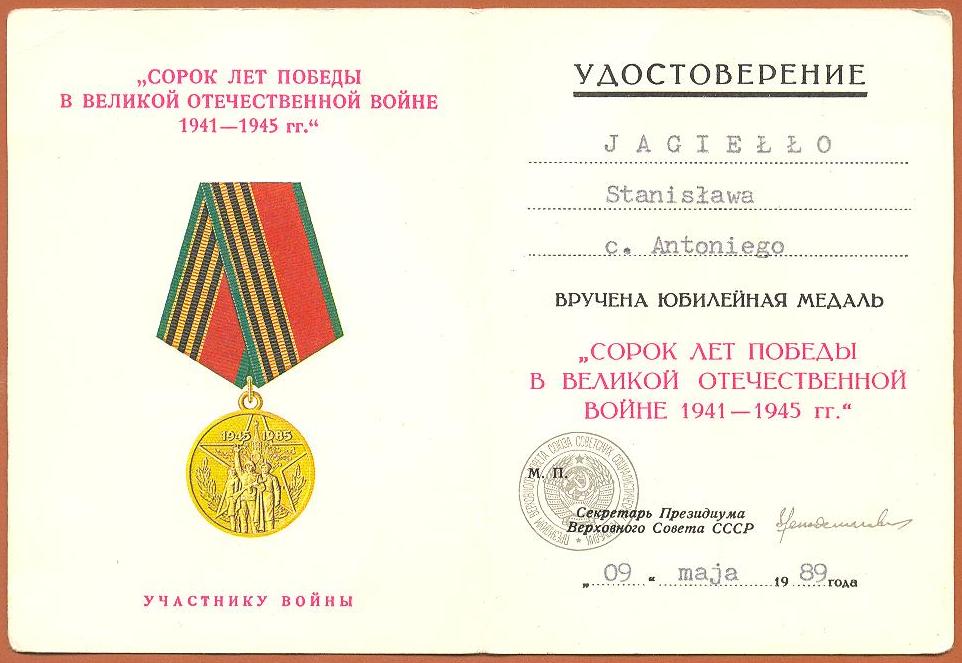 „СОРОК ЛЕТ ПОБЕДЫ
В ВЕЛИКОЙ ОТЕЧЕСТВЕННОЙ ВОЙНЕ
1941—1945 гг.“
1945 1985
УЧАСТНИКУ ВОЙНЫ
УДОСТОВЕРЕНИЕ
JAGIEŁŁO
Stanisława
c. Antoniego
ВРУЧЕНА ЮБИЛЕЙНАЯ МЕДАЛЬ
„СОРОК ЛЕТ ПОБЕДЫ
В ВЕЛИКОЙ ОТЕЧЕСТВЕННОЙ
ВОЙНЕ 1941—1945 гг.“
М. П.
Секретарь Президиума
Верховного Совета СССР
„09“ maja 1989 года